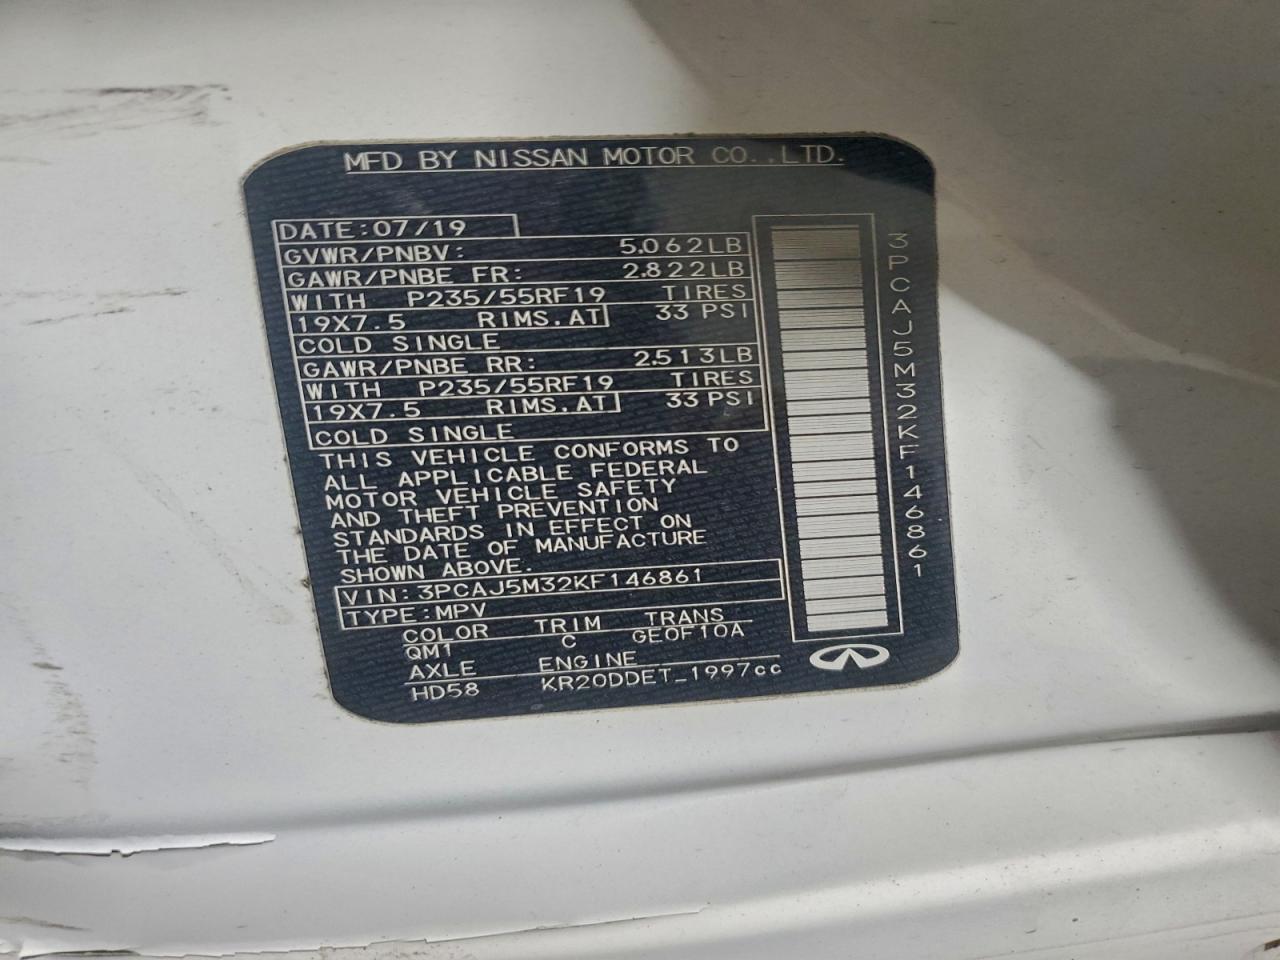 MFD BY NISSAN MOTOR CO.,LTD.
DATE:07/19
GVWR/PNBV: 5.062LB
GAWR/PNBE FR: 2.822LB
WITH P235/55RF19 TIRES
19X7.5 RIMS.AT 33 PSI
COLD SINGLE
GAWR/PNBE RR: 2.513LB
WITH P235/55RF19 TIRES
19X7.5 RIMS.AT 33 PSI
COLD SINGLE
THIS VEHICLE CONFORMS TO
ALL APPLICABLE FEDERAL
MOTOR VEHICLE SAFETY
AND THEFT PREVENTION
STANDARDS IN EFFECT ON
THE DATE OF MANUFACTURE
SHOWN ABOVE.
VIN: 3PCAJ5M32KF146861
TYPE:MPV
COLOR TRIM TRANS
QM1 C GE0F10A
AXLE ENGINE
HD58 KR20DDET_1997cc
3PCAJ5M32KF146861